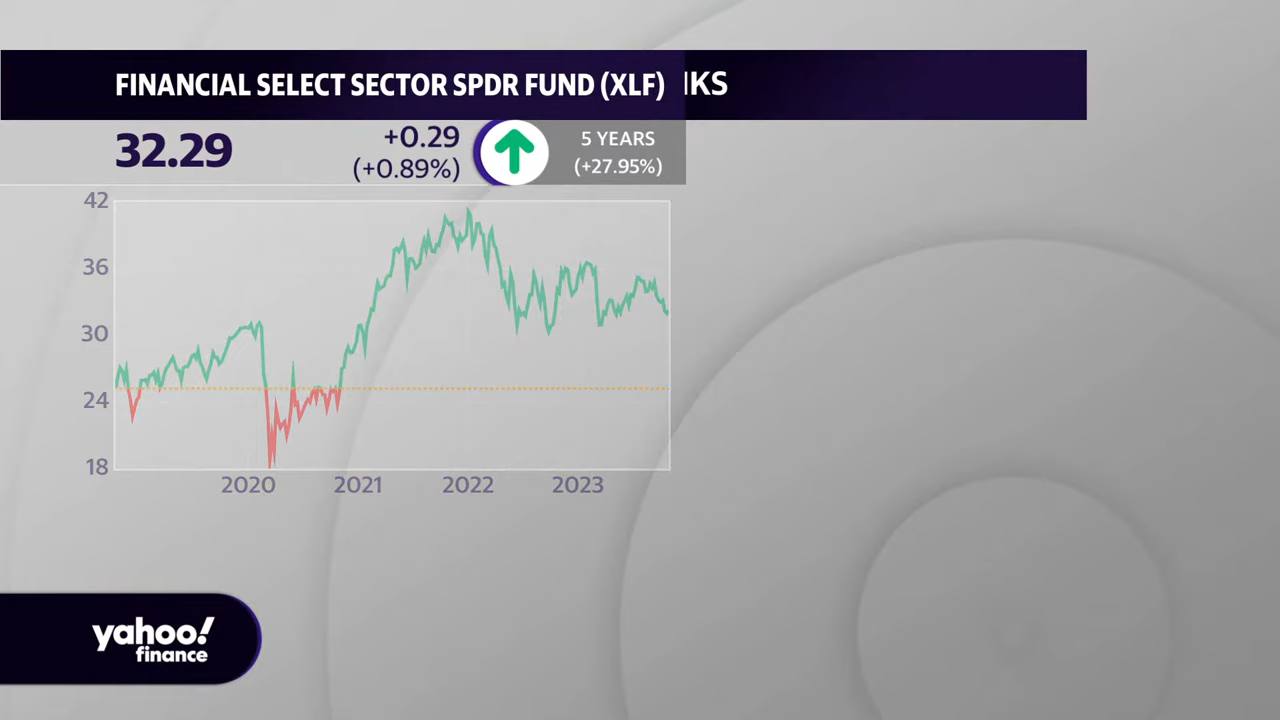 FINANCIAL SELECT SECTOR SPDR FUND (XLF)
32.29
+0.29
(+0.89%)
5 YEARS
(+27.95%)
42
36
30
24
18
2020 2021 2022 2023
yahoo!
finance